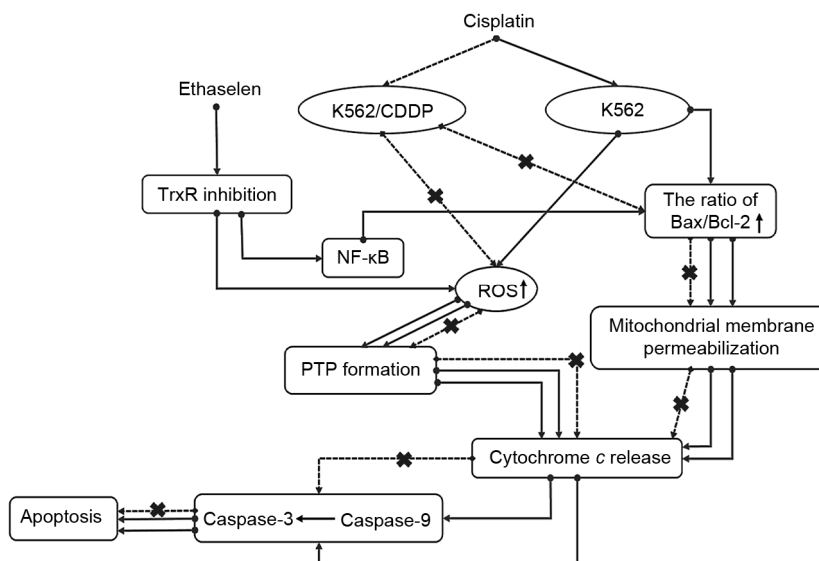 Cisplatin
Ethaselen
K562/CDDP
K562
TrxR inhibition
The ratio of
Bax/Bcl-2
NF-κB
ROS
Mitochondrial membrane
permeabilization
PTP formation
Cytochrome c release
Apoptosis
Caspase-3
Caspase-9